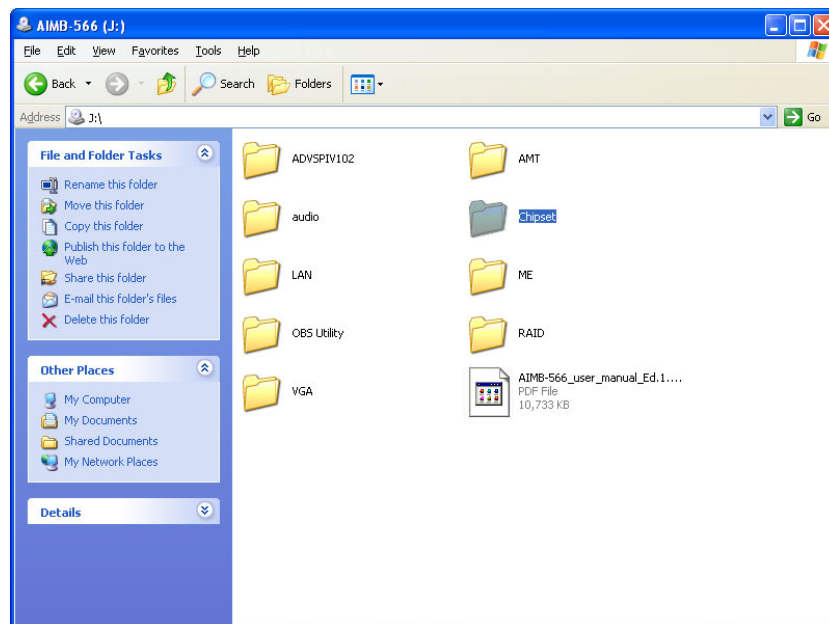 AIMB-566 (J:)
File Edit View Favorites Tools Help
Back Search Folders
Address J:\ Go
File and Folder Tasks
Rename this folder
Move this folder
Copy this folder
Publish this folder to the
Web
Share this folder
E-mail this folder's files
Delete this folder
Other Places
My Computer
My Documents
Shared Documents
My Network Places
Details
ADVSPIV102
AMT
audio
Chipset
LAN
ME
OBS Utility
RAID
VGA
AIMB-566_user_manual_Ed.1....
PDF File
10,733 KB